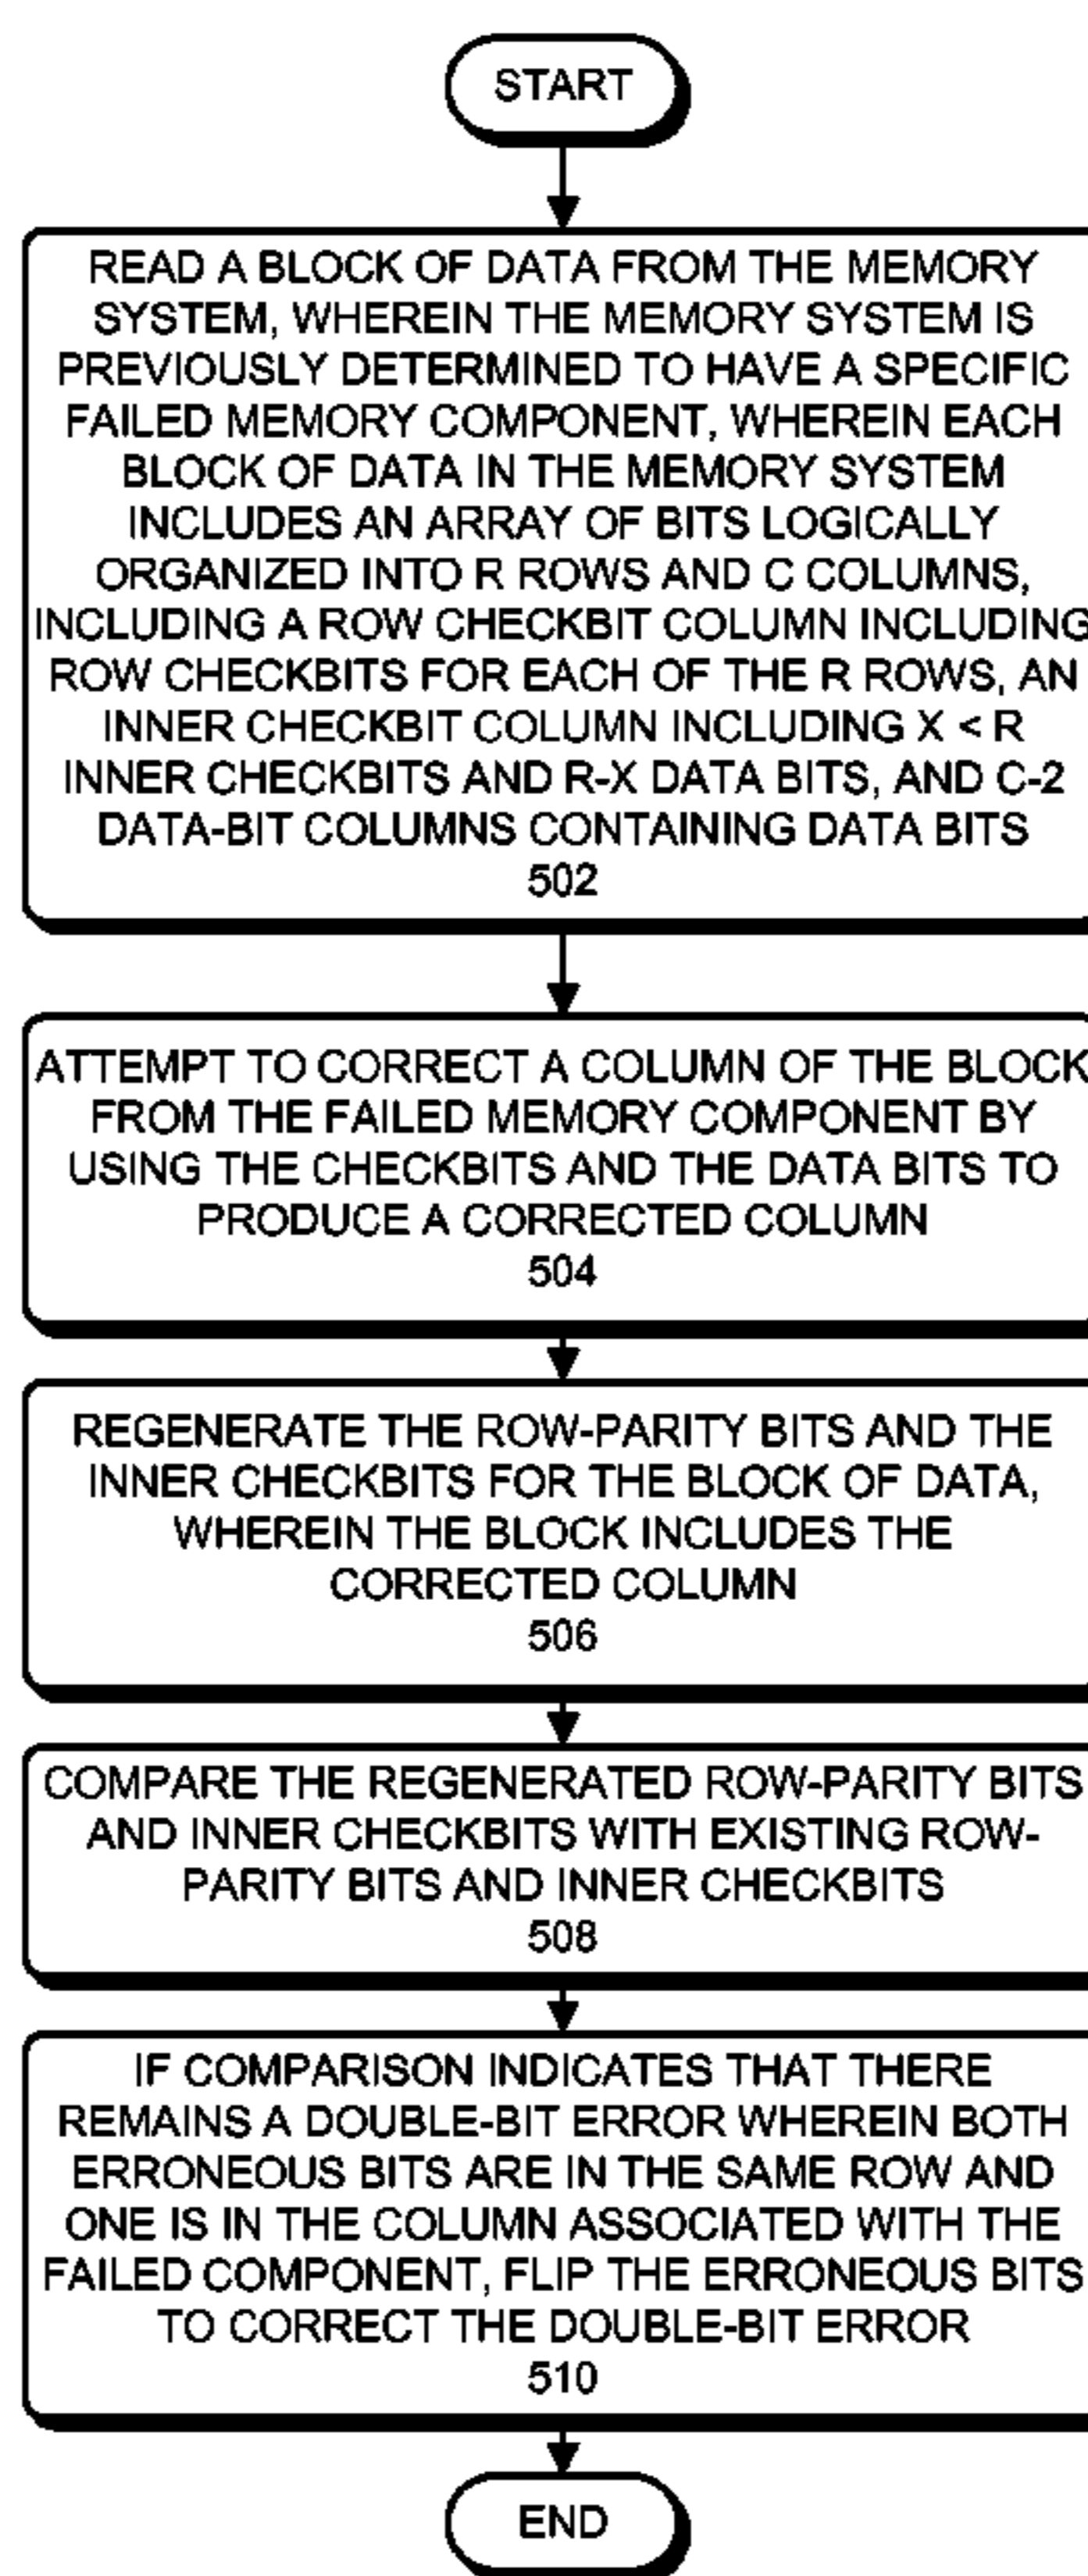 START
READ A BLOCK OF DATA FROM THE MEMORY
SYSTEM, WHEREIN THE MEMORY SYSTEM IS
PREVIOUSLY DETERMINED TO HAVE A SPECIFIC
FAILED MEMORY COMPONENT, WHEREIN EACH
BLOCK OF DATA IN THE MEMORY SYSTEM
INCLUDES AN ARRAY OF BITS LOGICALLY
ORGANIZED INTO R ROWS AND C COLUMNS,
INCLUDING A ROW CHECKBIT COLUMN INCLUDING
ROW CHECKBITS FOR EACH OF THE R ROWS, AN
INNER CHECKBIT COLUMN INCLUDING X < R
INNER CHECKBITS AND R-X DATA BITS, AND C-2
DATA-BIT COLUMNS CONTAINING DATA BITS
502
ATTEMPT TO CORRECT A COLUMN OF THE BLOCK
FROM THE FAILED MEMORY COMPONENT BY
USING THE CHECKBITS AND THE DATA BITS TO
PRODUCE A CORRECTED COLUMN
504
REGENERATE THE ROW-PARITY BITS AND THE
INNER CHECKBITS FOR THE BLOCK OF DATA,
WHEREIN THE BLOCK INCLUDES THE
CORRECTED COLUMN
506
COMPARE THE REGENERATED ROW-PARITY BITS
AND INNER CHECKBITS WITH EXISTING ROW-
PARITY BITS AND INNER CHECKBITS
508
IF COMPARISON INDICATES THAT THERE
REMAINS A DOUBLE-BIT ERROR WHEREIN BOTH
ERRONEOUS BITS ARE IN THE SAME ROW AND
ONE IS IN THE COLUMN ASSOCIATED WITH THE
FAILED COMPONENT, FLIP THE ERRONEOUS BITS
TO CORRECT THE DOUBLE-BIT ERROR
510
END